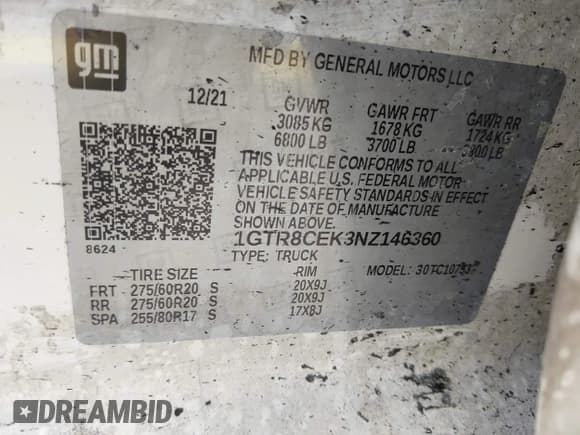 gm
MFD BY GENERAL MOTORS LLC
12/21 GVWR GAWR FRT GAWR RR
3085 KG 1678 KG 1724 KG
6800 LB 3700 LB 3800 LB
THIS VEHICLE CONFORMS TO ALL
APPLICABLE U.S. FEDERAL MOTOR
VEHICLE SAFETY STANDARDS IN EFFECT
ON THE DATE OF MANUFACTURE
SHOWN ABOVE.
8624 1GTR8CEK3NZ146360
TYPE: TRUCK MODEL:
TIRE SIZE RIM
FRT 275/60R20 S 20X9J
RR 275/60R20 S 20X9J
SPA 255/80R17 S 17X8J
DREAMBID